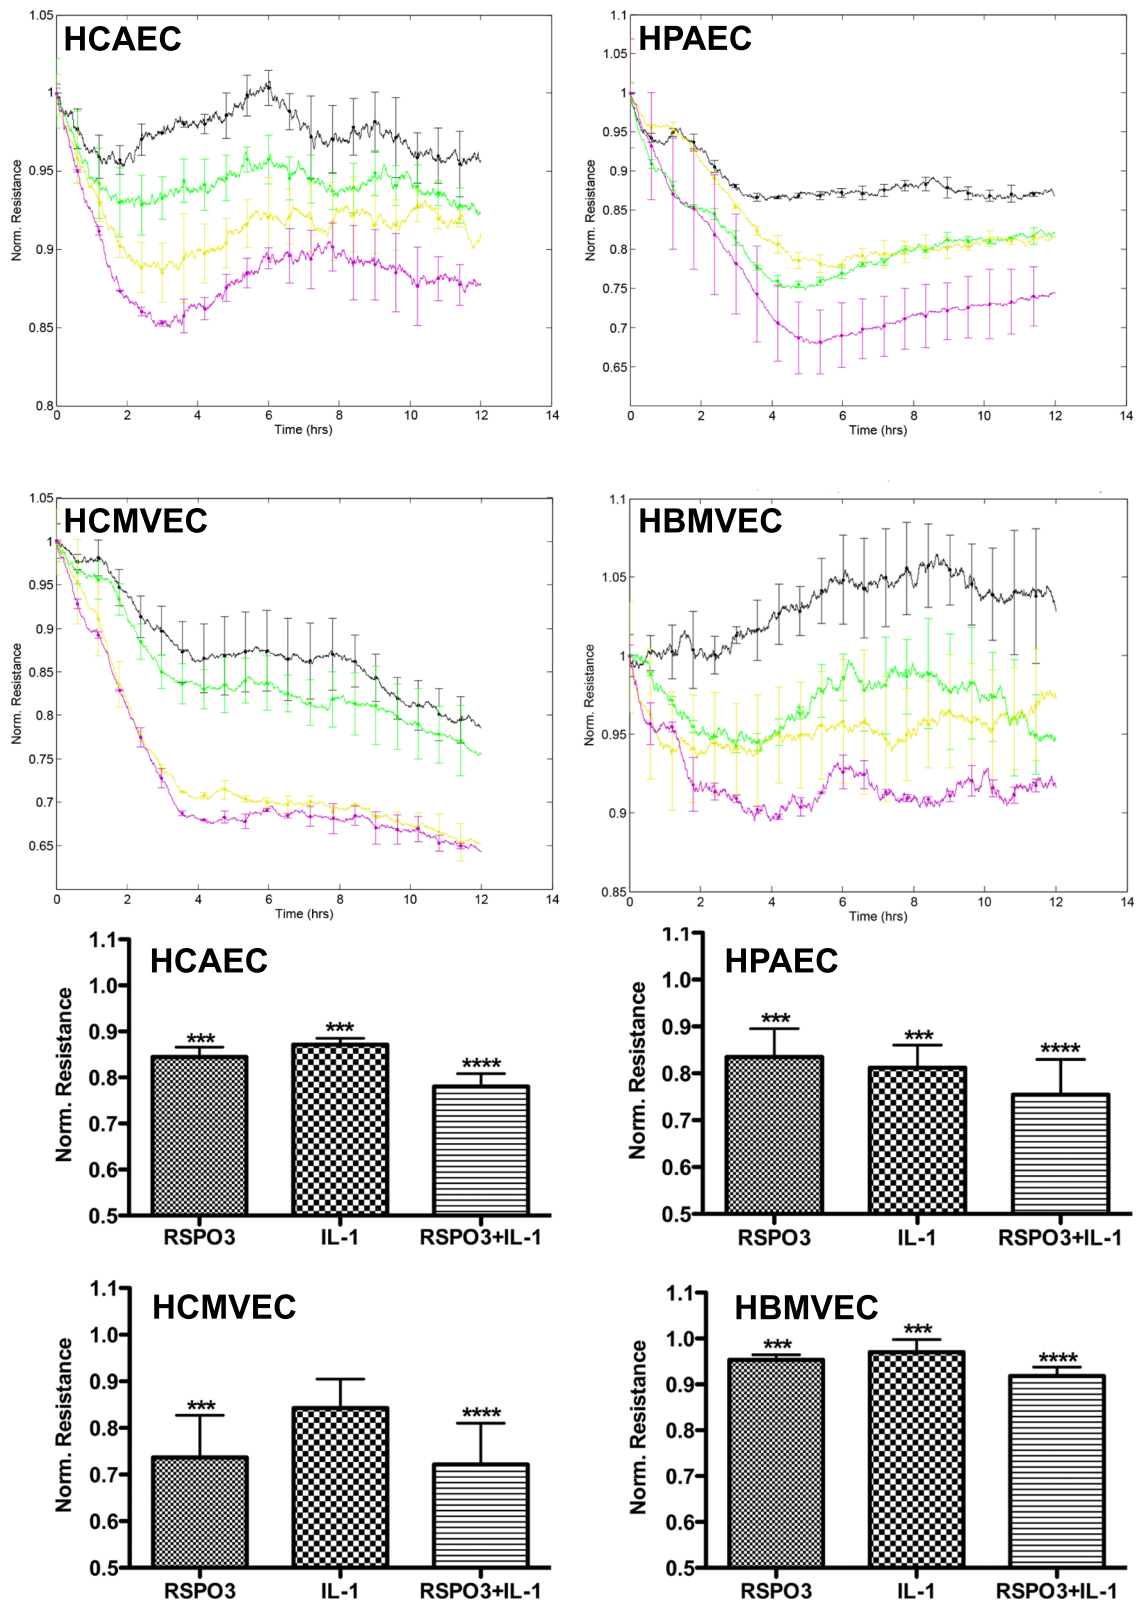 HCAEC
1.05
1
0.95
0.9
0.85
0.8
Norm. Resistance
0 2 4 6 8 10 12 14
Time (hrs)
HPAEC
1.1
1.05
1
0.95
0.9
0.85
0.8
0.75
0.7
0.65
Norm. Resistance
0 2 4 6 8 10 12 14
Time (hrs)
HCMVEC
1.05
1
0.95
0.9
0.85
0.8
0.75
0.7
0.65
Norm. Resistance
0 2 4 6 8 10 12 14
Time (hrs)
HBMVEC
1.1
1.05
1
0.95
0.9
0.85
Norm. Resistance
0 2 4 6 8 10 12 14
Time (hrs)
HCAEC
1.1
1.0
0.9
0.8
0.7
0.6
0.5
Norm. Resistance
*** *** ****
RSPO3 IL-1 RSPO3+IL-1
HPAEC
1.1
1.0
0.9
0.8
0.7
0.6
0.5
Norm. Resistance
*** *** ****
RSPO3 IL-1 RSPO3+IL-1
HCMVEC
1.1
1.0
0.9
0.8
0.7
0.6
0.5
Norm. Resistance
*** ****
RSPO3 IL-1 RSPO3+IL-1
HBMVEC
1.1
1.0
0.9
0.8
0.7
0.6
0.5
Norm. Resistance
*** *** ****
RSPO3 IL-1 RSPO3+IL-1